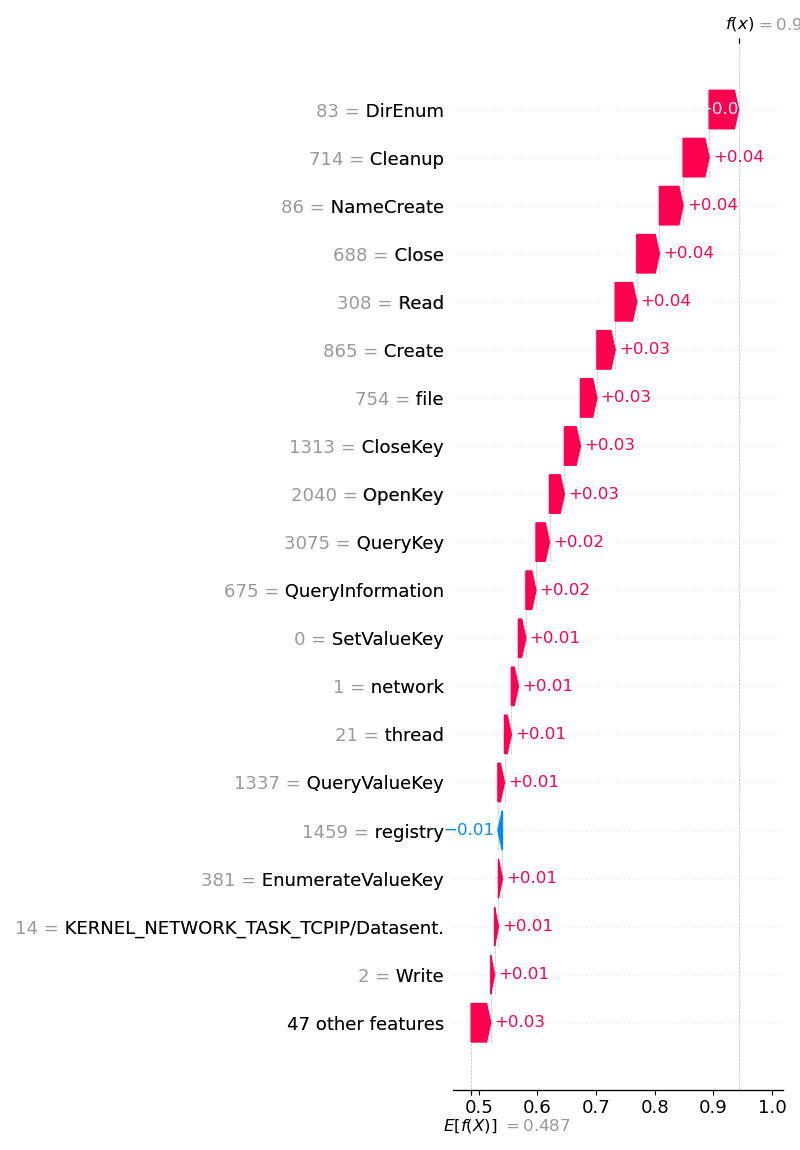 f(x) = 0.9
83 = DirEnum
+0.0
714 = Cleanup
+0.04
86 = NameCreate
+0.04
688 = Close
+0.04
308 = Read
+0.04
865 = Create
+0.03
754 = file
+0.03
1313 = CloseKey
+0.03
2040 = OpenKey
+0.03
3075 = QueryKey
+0.02
675 = QueryInformation
+0.02
0 = SetValueKey
+0.01
1 = network
+0.01
21 = thread
+0.01
1337 = QueryValueKey
+0.01
1459 = registry
−0.01
381 = EnumerateValueKey
+0.01
14 = KERNEL_NETWORK_TASK_TCPIP/Datasent.
+0.01
2 = Write
+0.01
47 other features
+0.03
0.5 0.6 0.7 0.8 0.9 1.0
E[f(X)] = 0.487